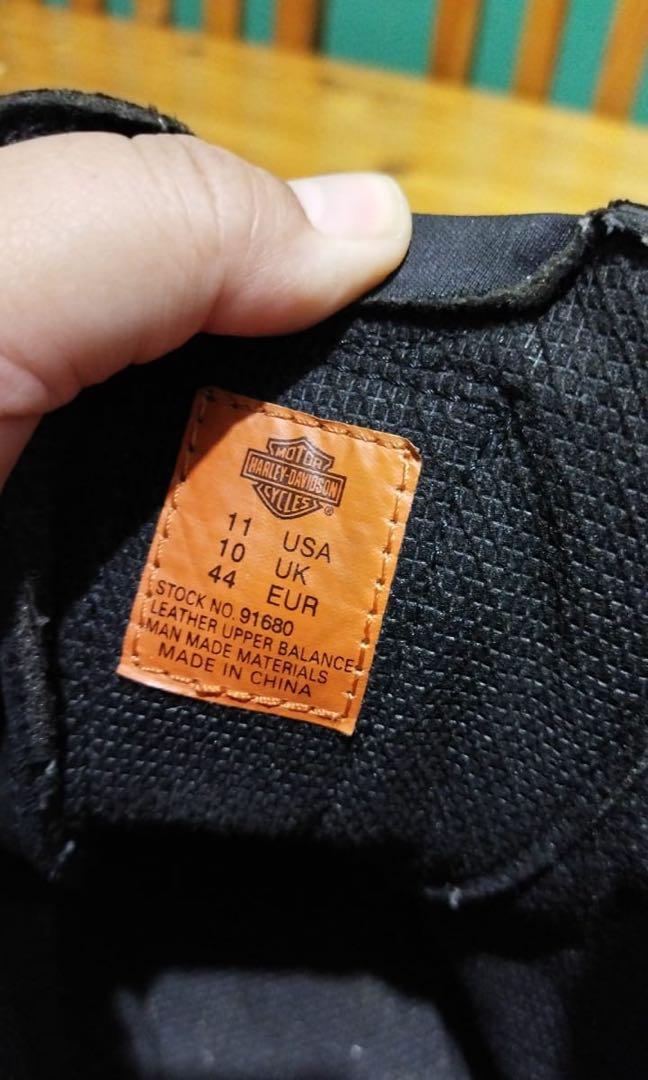 MOTOR
HARLEY-DAVIDSON
CYCLES®
11 USA
10 UK
44 EUR
STOCK NO. 91680
LEATHER UPPER BALANCE
MAN MADE MATERIALS
MADE IN CHINA